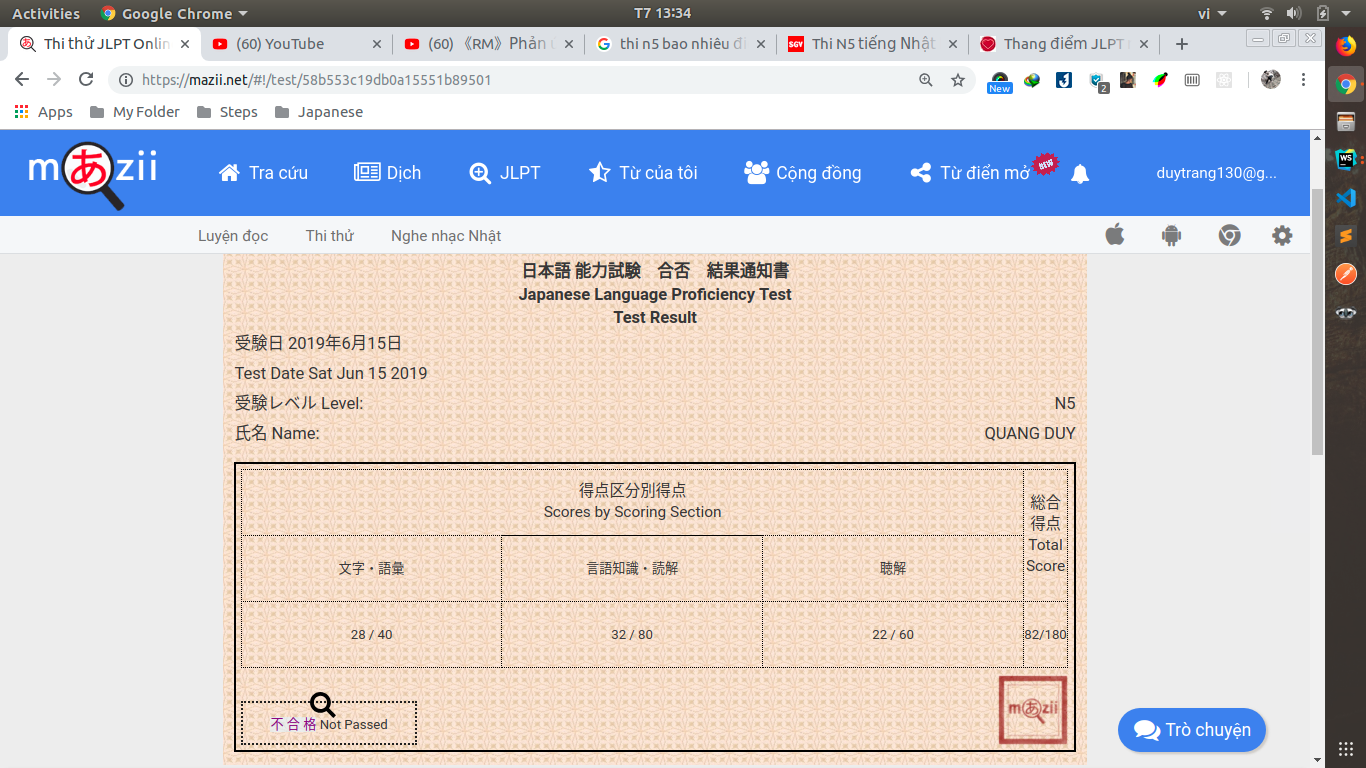 Activities
Google Chrome
T7 13:34
vi
Thi thử JLPT Onlin
(60) YouTube
(60) 《RM》Phản ứ
thi n5 bao nhiêu đi
SGY
Thi N5 tiếng Nhật
Thang điểm JLPT
https://mazii.net/#!/test/58b553c19db0a15551b89501
New
2
Apps
My Folder
Steps
Japanese
mあzii
Tra cứu
Dịch
JLPT
Từ của tôi
Cộng đồng
Từ điển mở
NEW
duytrang130@g...
Luyện đọc
Thi thử
Nghe nhạc Nhật
日本語 能力試験 合否 結果通知書
Japanese Language Proficiency Test
Test Result
受験日 2019年6月15日
Test Date Sat Jun 15 2019
受験レベル Level:
N5
氏名 Name:
QUANG DUY
得点区分別得点
Scores by Scoring Section
総合
得点
Total
Score
文字・語彙
言語知識・読解
聴解
28 / 40
32 / 80
22 / 60
82/180
不 合 格 Not Passed
mあzii
Trò chuyện
WS